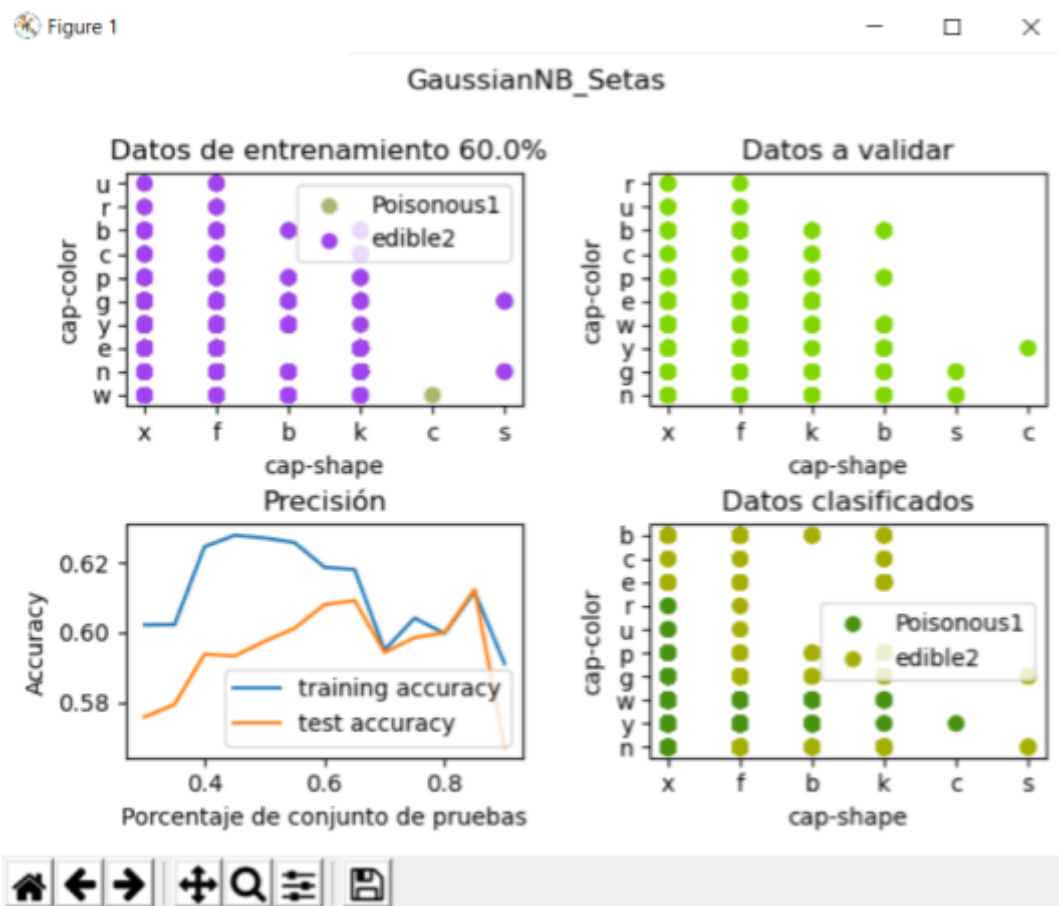 Figure 1
GaussianNB_Setas
Datos de entrenamiento 60.0%
cap-color
u
r
b
c
p
g
y
e
n
w
Poisonous1
edible2
x f b k c s
cap-shape
Datos a validar
cap-color
r
u
b
c
p
e
w
y
g
n
x f k b s c
cap-shape
Precisión
Accuracy
0.62
0.60
0.58
training accuracy
test accuracy
0.4 0.6 0.8
Porcentaje de conjunto de pruebas
Datos clasificados
cap-color
b
c
e
r
u
p
g
w
y
n
Poisonous1
edible2
x f b k c s
cap-shape